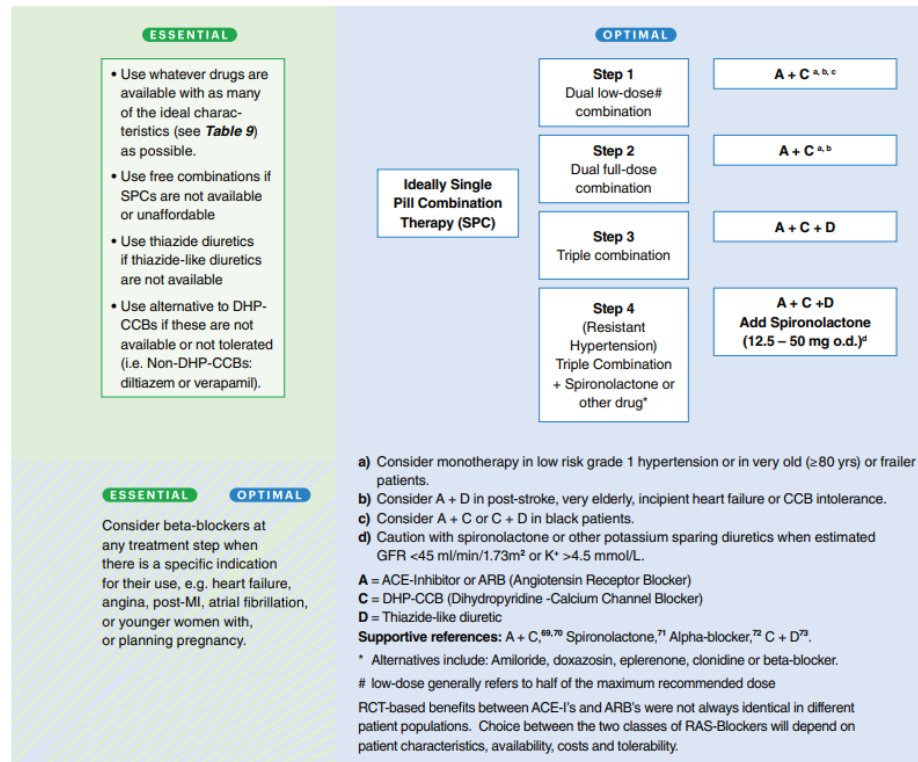 ESSENTIAL
• Use whatever drugs are
available with as many
of the ideal charac-
teristics (see Table 9)
as possible.
• Use free combinations if
SPCs are not available
or unaffordable
• Use thiazide diuretics
if thiazide-like diuretics
are not available
• Use alternative to DHP-
CCBs if these are not
available or not tolerated
(i.e. Non-DHP-CCBs:
diltiazem or verapamil).
OPTIMAL
Ideally Single
Pill Combination
Therapy (SPC)
Step 1
Dual low-dose#
combination
A + C a, b, c
Step 2
Dual full-dose
combination
A + C a, b
Step 3
Triple combination
A + C + D
Step 4
(Resistant
Hypertension)
Triple Combination
+ Spironolactone or
other drug*
A + C +D
Add Spironolactone
(12.5 – 50 mg o.d.)d
ESSENTIAL OPTIMAL
Consider beta-blockers at
any treatment step when
there is a specific indication
for their use, e.g. heart failure,
angina, post-MI, atrial fibrillation,
or younger women with,
or planning pregnancy.
a) Consider monotherapy in low risk grade 1 hypertension or in very old (≥80 yrs) or frailer
patients.
b) Consider A + D in post-stroke, very elderly, incipient heart failure or CCB intolerance.
c) Consider A + C or C + D in black patients.
d) Caution with spironolactone or other potassium sparing diuretics when estimated
GFR <45 ml/min/1.73m² or K⁺ >4.5 mmol/L.
A = ACE-Inhibitor or ARB (Angiotensin Receptor Blocker)
C = DHP-CCB (Dihydropyridine -Calcium Channel Blocker)
D = Thiazide-like diuretic
Supportive references: A + C,69,70 Spironolactone,71 Alpha-blocker,72 C + D73.
* Alternatives include: Amiloride, doxazosin, eplerenone, clonidine or beta-blocker.
# low-dose generally refers to half of the maximum recommended dose
RCT-based benefits between ACE-I's and ARB's were not always identical in different
patient populations. Choice between the two classes of RAS-Blockers will depend on
patient characteristics, availability, costs and tolerability.